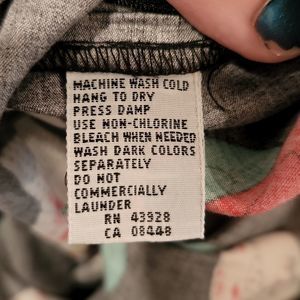 MACHINE WASH COLD
HANG TO DRY
PRESS DAMP
USE NON-CHLORINE
BLEACH WHEN NEEDED
WASH DARK COLORS
SEPARATELY
DO NOT
COMMERCIALLY
LAUNDER
RN 43928
CA 08448